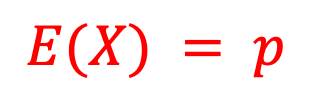 E(X) = p